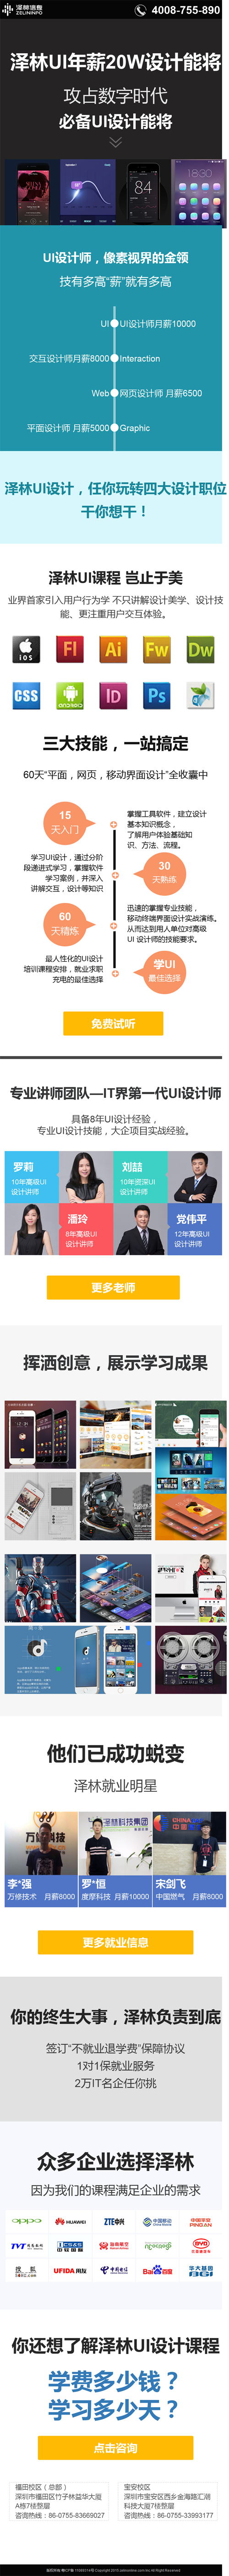 泽林信息
ZELININPO
4008-755-890
泽林UI年薪20W设计能将
攻占数字时代
必备UI设计能将
84
18:30
UI设计师，像素视界的金领
技有多高“薪”就有多高
UI UI设计师月薪10000
交互设计师月薪8000 Interaction
Web 网页设计师 月薪6500
平面设计师 月薪5000 Graphic
泽林UI设计，任你玩转四大设计职位
干你想干！
泽林UI课程 岂止于美
业界首家引入用户行为学 不只讲解设计美学、设计技
能、更注重用户交互体验。
ios Fl Ai Fw Dw
CSS android ID Ps
三大技能，一站搞定
60天“平面，网页，移动界面设计”全收囊中
15
天入门
掌握工具软件，建立设计
基本知识概念，
了解用户体验基础知
识、方法、流程。
学习UI设计，通过分阶
段递进式学习，掌握软件
学习案例，并深入
讲解交互，设计等知识
30
天熟练
60
天精炼
迅速的掌握专业技能，
移动终端界面设计实战演练。
从而达到用人单位对高级
UI 设计师的技能要求。
最人性化的UI设计
培训课程安排，就业求职
充电的最佳选择
学UI
最佳选择
免费试听
专业讲师团队—IT界第一代UI设计师
具备8年UI设计经验，
专业UI设计技能，大企项目实战经验。
罗莉
10年高级UI
设计讲师
刘喆
10年资深UI
设计讲师
潘玲
8年高级UI
设计讲师
党伟平
12年高级UI
设计讲师
更多老师
挥洒创意，展示学习成果
他们已成功蜕变
泽林就业明星
李*强
万修技术 月薪8000
罗*恒
度摩科技 月薪10000
宋剑飞
中国燃气 月薪8000
更多就业信息
你的终生大事，泽林负责到底
签订“不就业退学费”保障协议
1对1保就业服务
2万IT名企任你挑
众多企业选择泽林
因为我们的课程满足企业的需求
oppo HUAWEI ZTE中兴 中国移动 中国平安 PINGAN
TVT CS&S 中软国际 海南航空 BYD
搜狐 UFIDA 用友 中国电信 Baidu百度 华大基因 BGI
你还想了解泽林UI设计课程
学费多少钱？
学习多少天？
点击咨询
福田校区（总部）
深圳市福田区竹子林益华大厦
A栋7楼整层
咨询热线：86-0755-83669027
宝安校区
深圳市宝安区西乡金海路汇潮
科技大厦7楼整层
咨询热线：86-0755-33993177